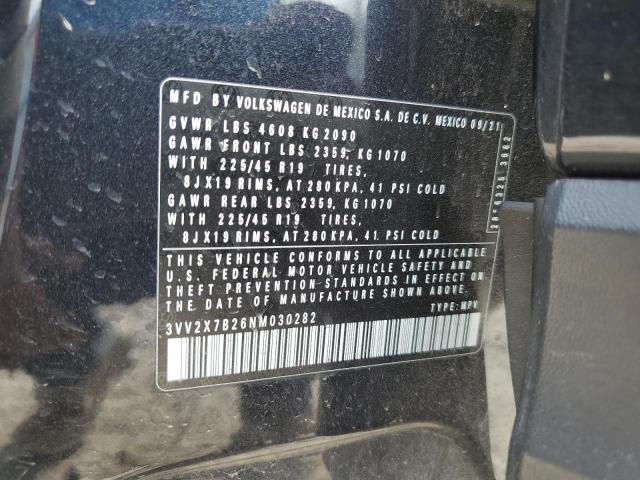 MFD BY VOLKSWAGEN DE MEXICO S.A. DE C.V. MEXICO 09/21
GVWR LBS 4608 KG 2090
GAWR FRONT LBS 2359, KG 1070
WITH 225/45 R19 TIRES,
8JX19 RIMS, AT 280 KPA, 41 PSI COLD
GAWR REAR LBS 2359, KG 1070
WITH 225/45 R19 TIRES,
8JX19 RIMS, AT 280 KPA, 41 PSI COLD
THIS VEHICLE CONFORMS TO ALL APPLICABLE
U.S. FEDERAL MOTOR VEHICLE SAFETY AND
THEFT PREVENTION STANDARDS IN EFFECT ON
THE DATE OF MANUFACTURE SHOWN ABOVE.
3VV2X7B26NM030282 TYPE: MPV